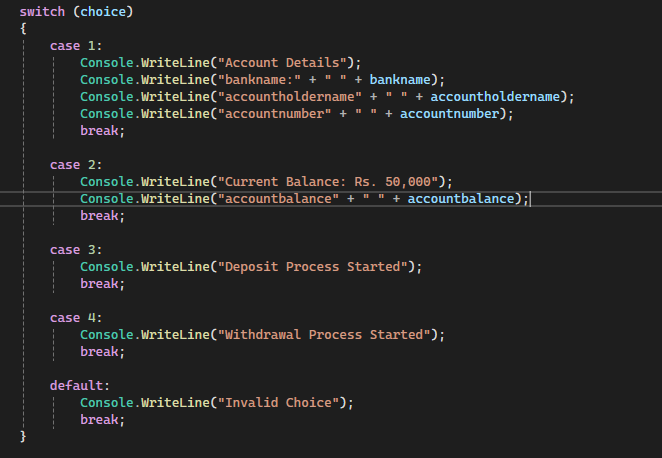 switch (choice)
{
    case 1:
        Console.WriteLine("Account Details");
        Console.WriteLine("bankname:" + " " + bankname);
        Console.WriteLine("accountholdername" + " " + accountholdername);
        Console.WriteLine("accountnumber" + " " + accountnumber);
        break;

    case 2:
        Console.WriteLine("Current Balance: Rs. 50,000");
        Console.WriteLine("accountbalance" + " " + accountbalance);
        break;

    case 3:
        Console.WriteLine("Deposit Process Started");
        break;

    case 4:
        Console.WriteLine("Withdrawal Process Started");
        break;

    default:
        Console.WriteLine("Invalid Choice");
        break;
}